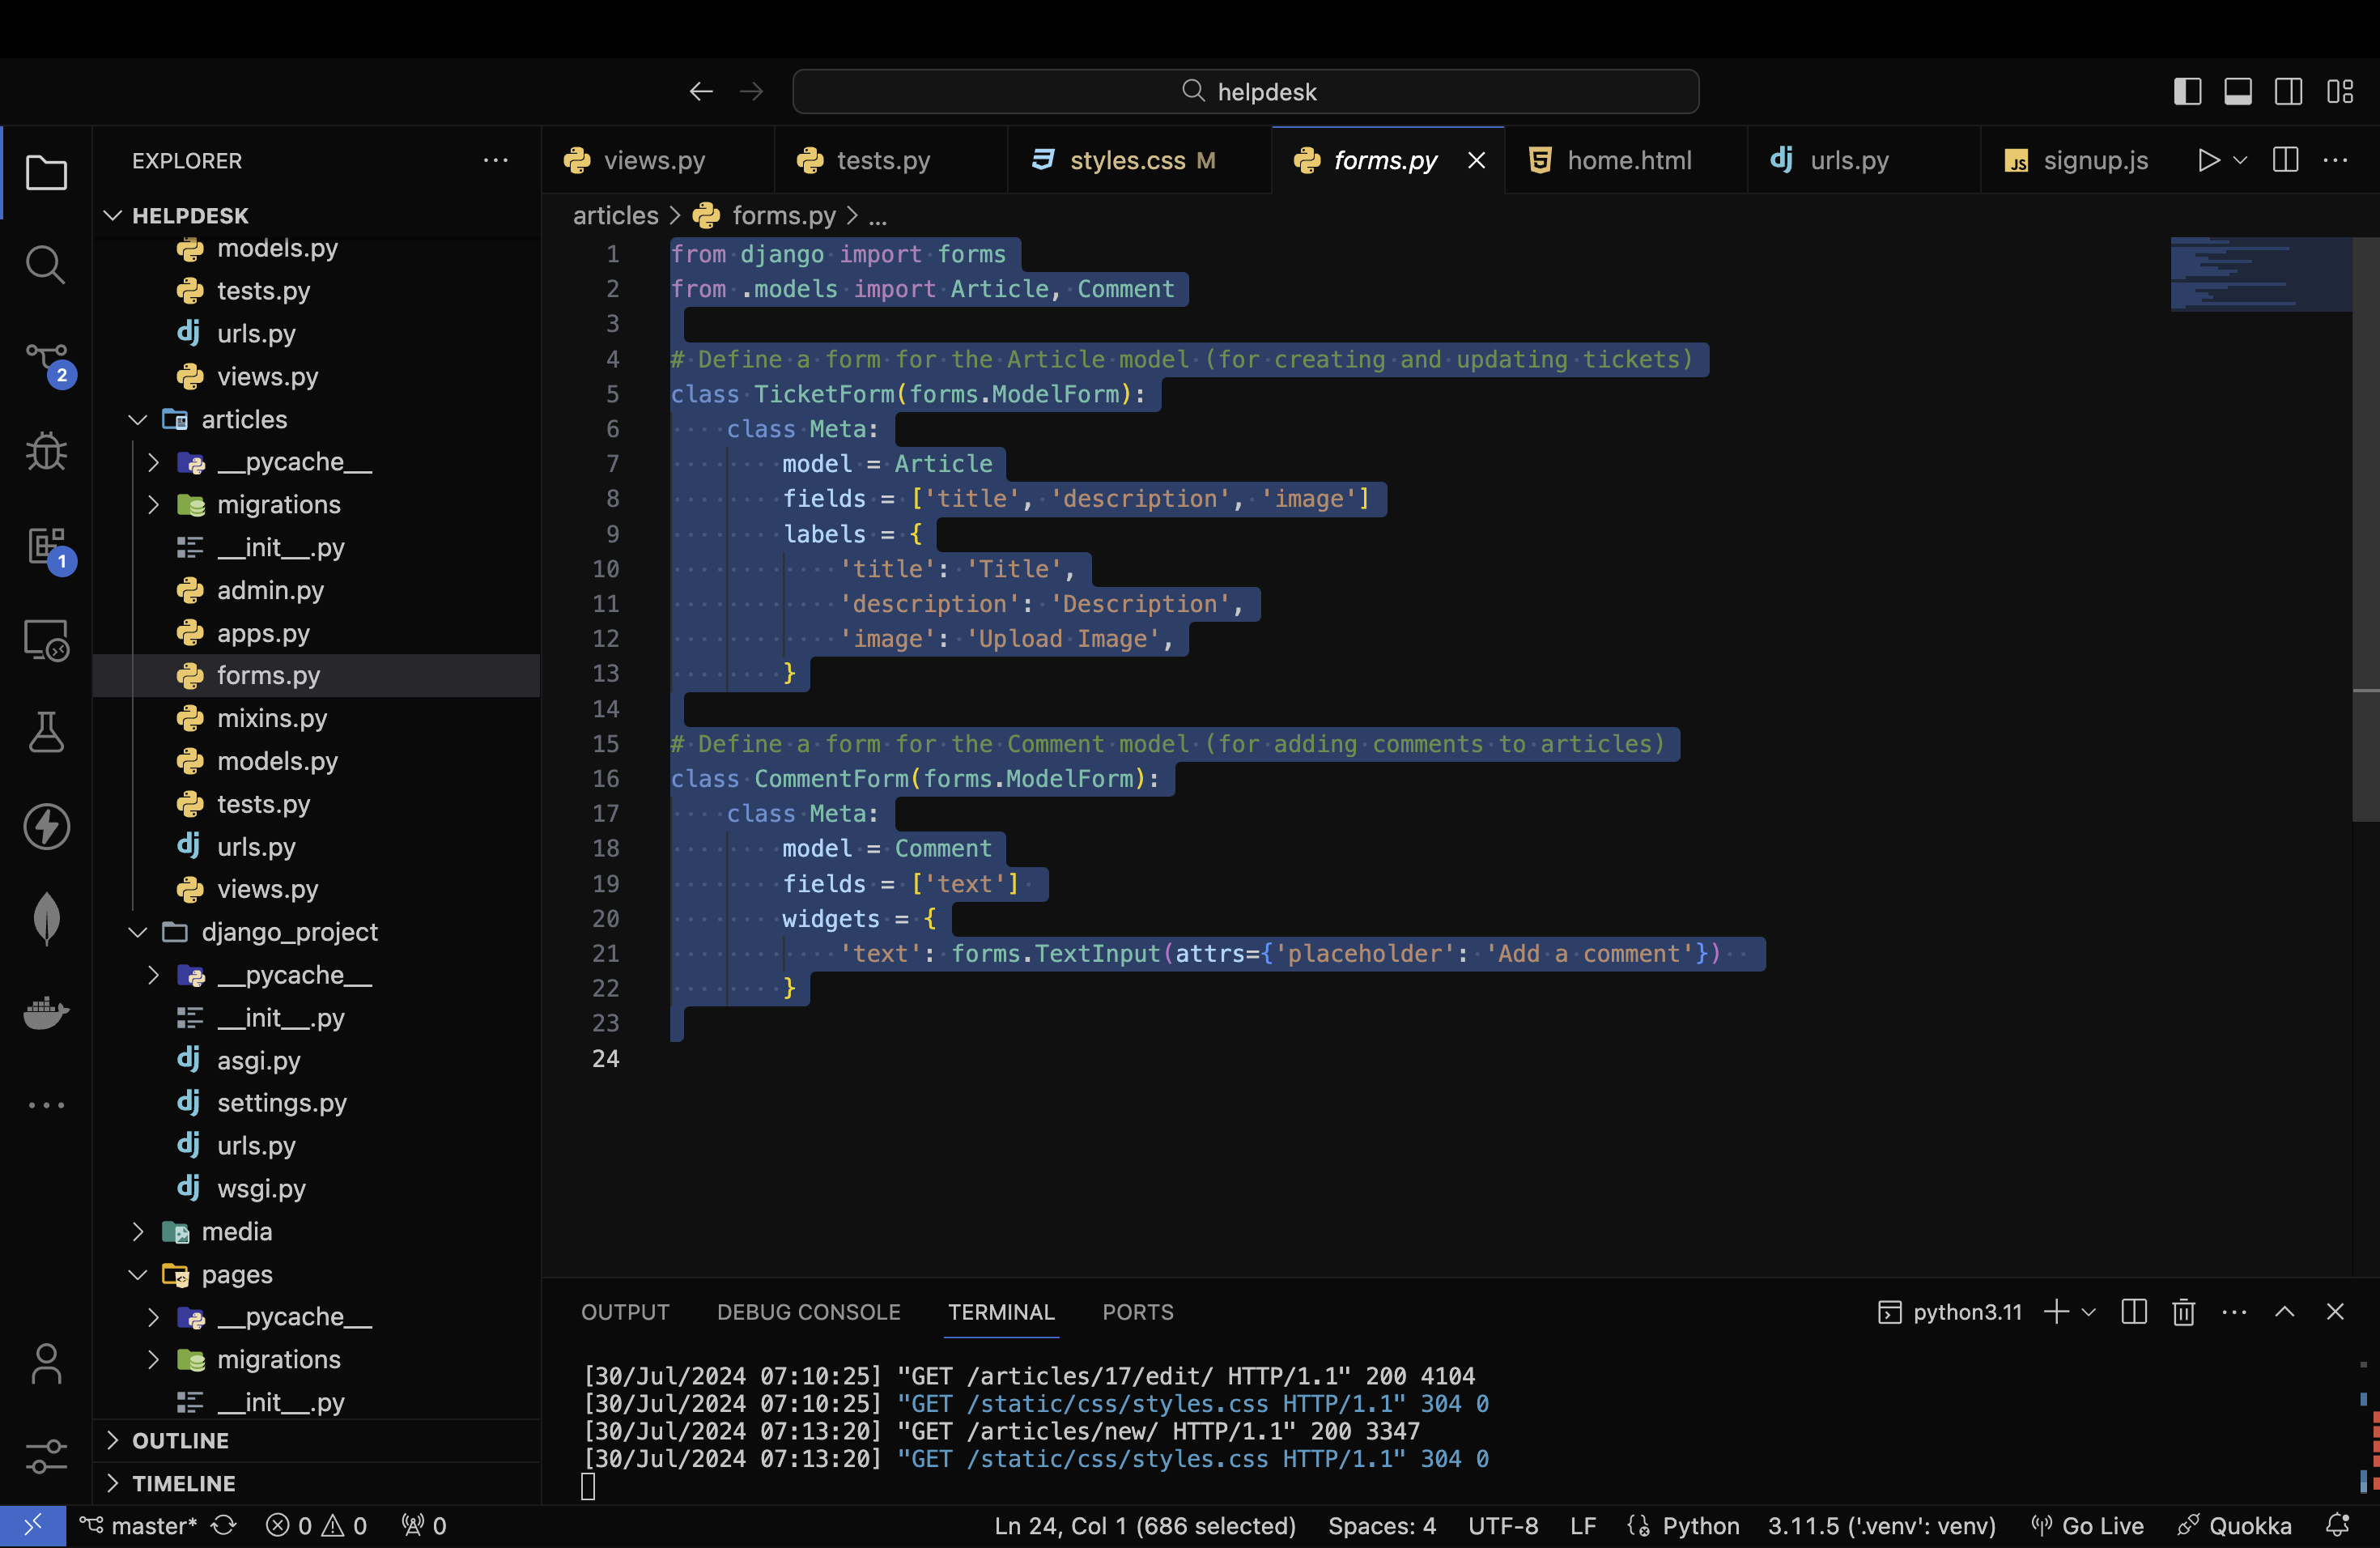 helpdesk
EXPLORER
HELPDESK
models.py
tests.py
urls.py
views.py
articles
__pycache__
migrations
__init__.py
admin.py
apps.py
forms.py
mixins.py
models.py
tests.py
urls.py
views.py
django_project
__pycache__
__init__.py
asgi.py
settings.py
urls.py
wsgi.py
media
pages
__pycache__
migrations
__init__.py
OUTLINE
TIMELINE
2
1
views.py tests.py styles.css M forms.py home.html urls.py signup.js
articles > forms.py > ...
1 from django import forms
2 from .models import Article, Comment
3
4 # Define a form for the Article model (for creating and updating tickets)
5 class TicketForm(forms.ModelForm):
6     class Meta:
7         model = Article
8         fields = ['title', 'description', 'image']
9         labels = {
10             'title': 'Title',
11             'description': 'Description',
12             'image': 'Upload Image',
13         }
14
15 # Define a form for the Comment model (for adding comments to articles)
16 class CommentForm(forms.ModelForm):
17     class Meta:
18         model = Comment
19         fields = ['text']
20         widgets = {
21             'text': forms.TextInput(attrs={'placeholder': 'Add a comment'})
22         }
23
24
OUTPUT DEBUG CONSOLE TERMINAL PORTS python3.11
[30/Jul/2024 07:10:25] "GET /articles/17/edit/ HTTP/1.1" 200 4104
[30/Jul/2024 07:10:25] "GET /static/css/styles.css HTTP/1.1" 304 0
[30/Jul/2024 07:13:20] "GET /articles/new/ HTTP/1.1" 200 3347
[30/Jul/2024 07:13:20] "GET /static/css/styles.css HTTP/1.1" 304 0
master* 0 0 0 Ln 24, Col 1 (686 selected) Spaces: 4 UTF-8 LF Python 3.11.5 ('.venv': venv) Go Live Quokka